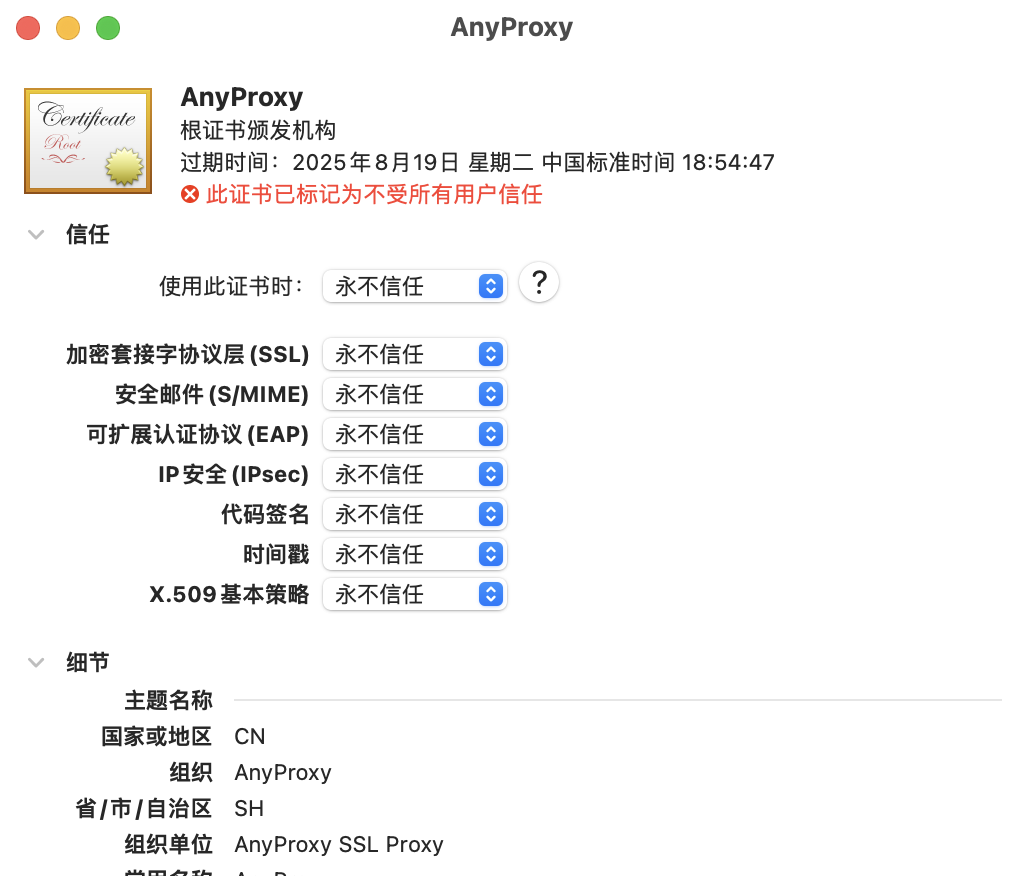 AnyProxy
Certificate
Root
AnyProxy
根证书颁发机构
过期时间：2025年8月19日 星期二 中国标准时间 18:54:47
此证书已标记为不受所有用户信任
信任
使用此证书时： 永不信任 ?
加密套接字协议层 (SSL) 永不信任
安全邮件 (S/MIME) 永不信任
可扩展认证协议 (EAP) 永不信任
IP 安全 (IPsec) 永不信任
代码签名 永不信任
时间戳 永不信任
X.509 基本策略 永不信任
细节
主题名称
国家或地区 CN
组织 AnyProxy
省/市/自治区 SH
组织单位 AnyProxy SSL Proxy